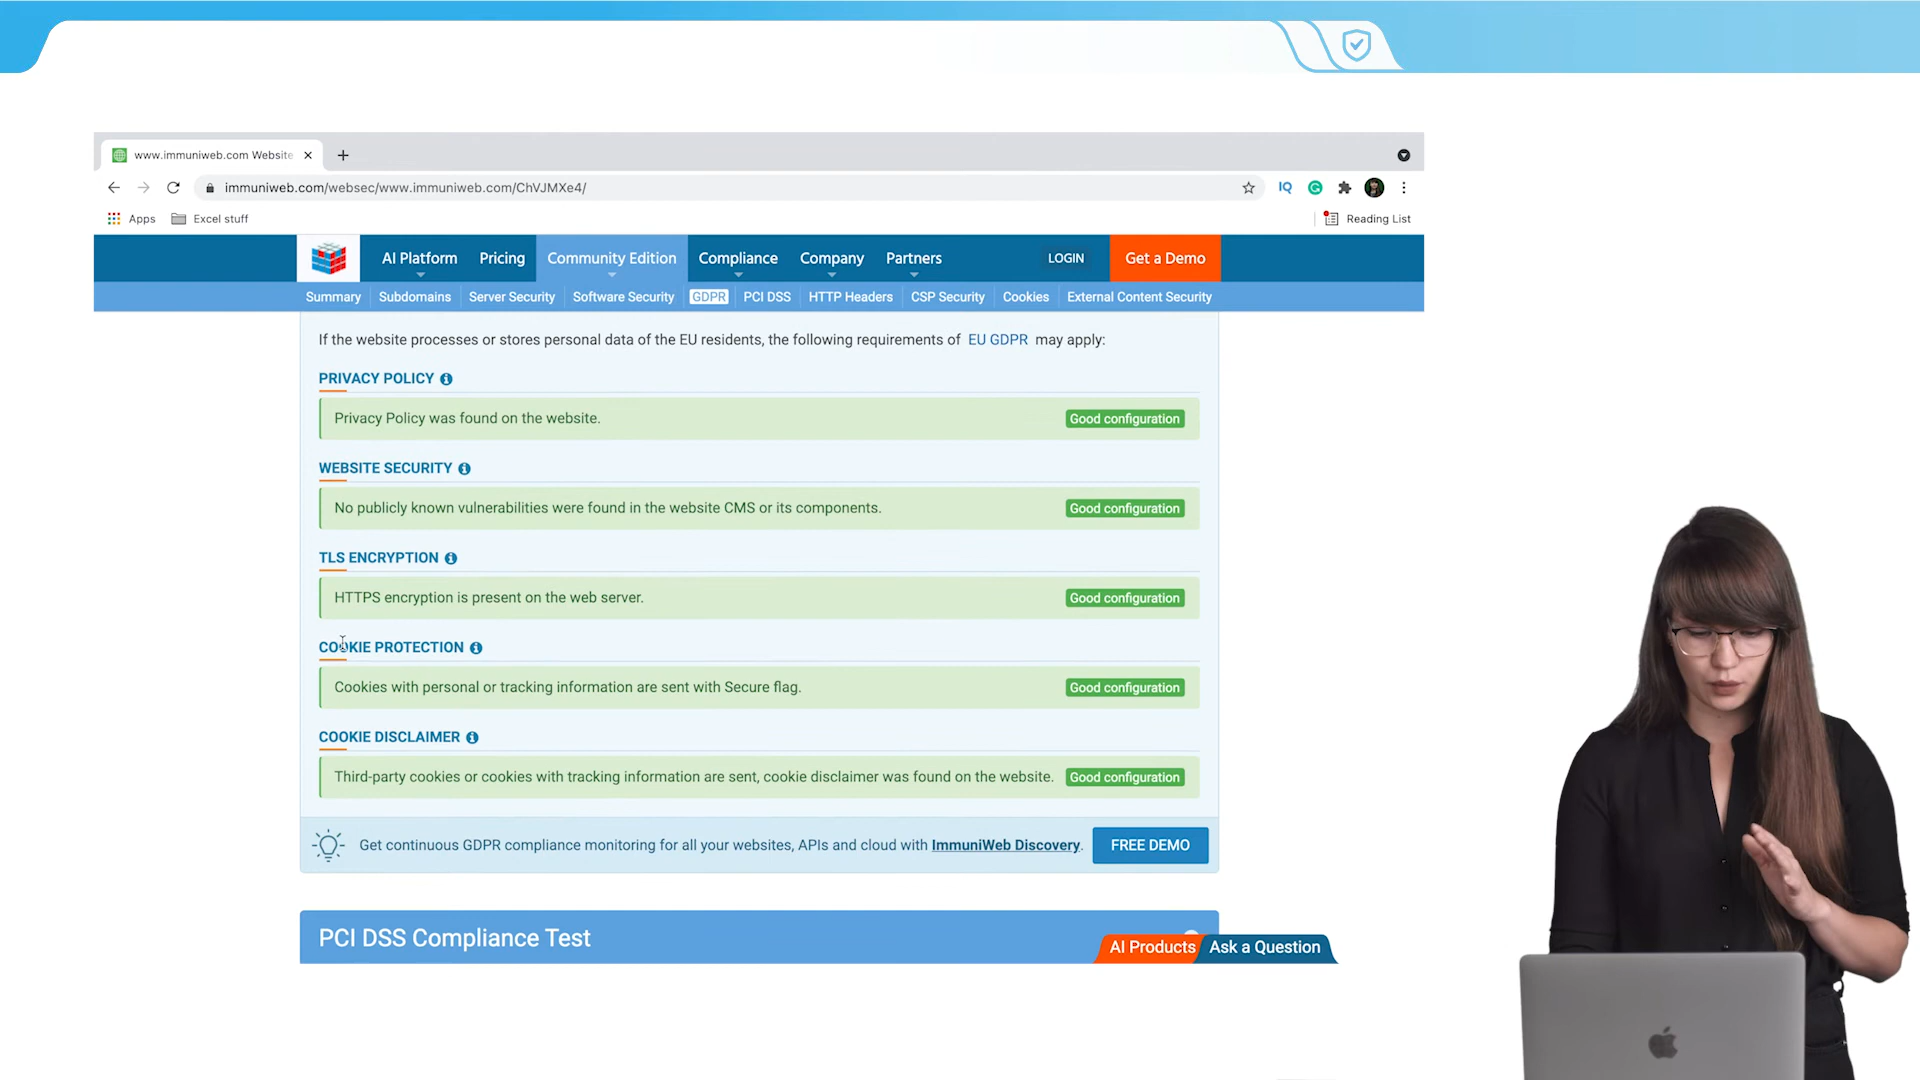 www.immuniweb.com Website
immuniweb.com/websec/www.immuniweb.com/ChVJMXe4/
IQ
Apps
Excel stuff
Reading List
AI Platform
Pricing
Community Edition
Compliance
Company
Partners
LOGIN
Get a Demo
Summary
Subdomains
Server Security
Software Security
GDPR
PCI DSS
HTTP Headers
CSP Security
Cookies
External Content Security
If the website processes or stores personal data of the EU residents, the following requirements of EU GDPR may apply:
PRIVACY POLICY
Privacy Policy was found on the website.
Good configuration
WEBSITE SECURITY
No publicly known vulnerabilities were found in the website CMS or its components.
Good configuration
TLS ENCRYPTION
HTTPS encryption is present on the web server.
Good configuration
COOKIE PROTECTION
Cookies with personal or tracking information are sent with Secure flag.
Good configuration
COOKIE DISCLAIMER
Third-party cookies or cookies with tracking information are sent, cookie disclaimer was found on the website.
Good configuration
Get continuous GDPR compliance monitoring for all your websites, APIs and cloud with ImmuniWeb Discovery.
FREE DEMO
PCI DSS Compliance Test
AI Products
Ask a Question